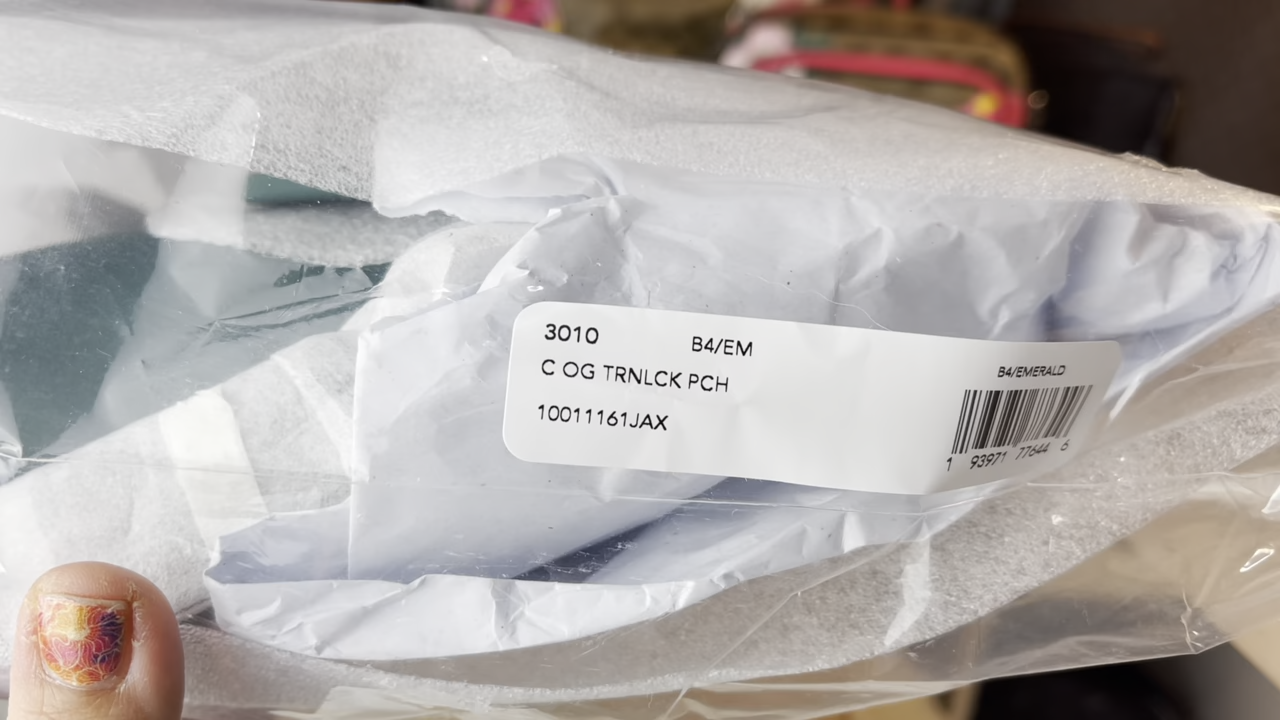 3010 B4/EM
C OG TRNLCK PCH
10011161JAX
B4/EMERALD
1 93971 77644 6